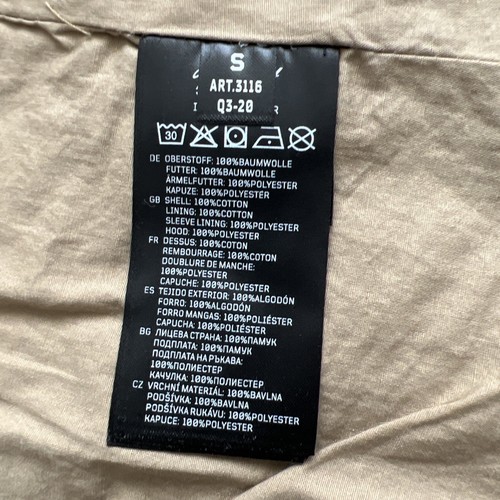 S
ART.3116
Q3-20
30
DE OBERSTOFF: 100%BAUMWOLLE
FUTTER: 100%BAUMWOLLE
ÄRMELFUTTER: 100%POLYESTER
KAPUZE: 100%POLYESTER
GB SHELL: 100%COTTON
LINING: 100%COTTON
SLEEVE LINING: 100%POLYESTER
HOOD: 100%POLYESTER
FR DESSUS: 100%COTON
REMBOURRAGE: 100%COTON
DOUBLURE DE MANCHE:
100%POLYESTER
CAPUCHE: 100%POLYESTER
ES TEJIDO EXTERIOR: 100%ALGODÓN
FORRO: 100%ALGODÓN
FORRO MANGAS: 100%POLIÉSTER
CAPUCHA: 100%POLIÉSTER
BG ЛИЦЕВА СТРАНА: 100%ПАМУК
ПОДПЛАТА: 100%ПАМУК
ПОДПЛАТА НА РЪКАВА:
100%ПОЛИЕСТЕР
КАЧУЛКА: 100%ПОЛИЕСТЕР
CZ VRCHNÍ MATERIÁL: 100%BAVLNA
PODŠÍVKA: 100%BAVLNA
PODŠÍVKA RUKÁVU: 100%POLYESTER
KAPUCE: 100%POLYESTER